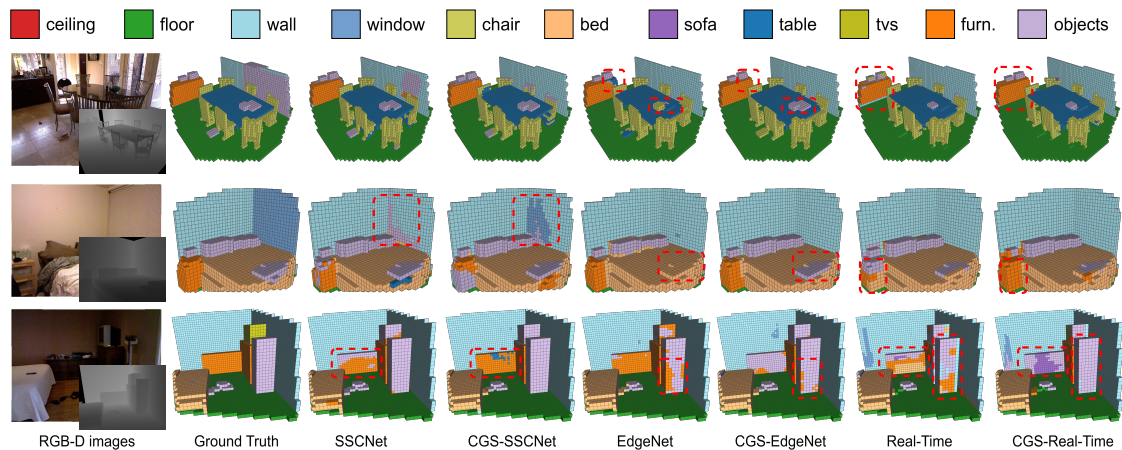 ceiling floor wall window chair bed sofa table tvs furn. objects
RGB-D images Ground Truth SSCNet CGS-SSCNet EdgeNet CGS-EdgeNet Real-Time CGS-Real-Time